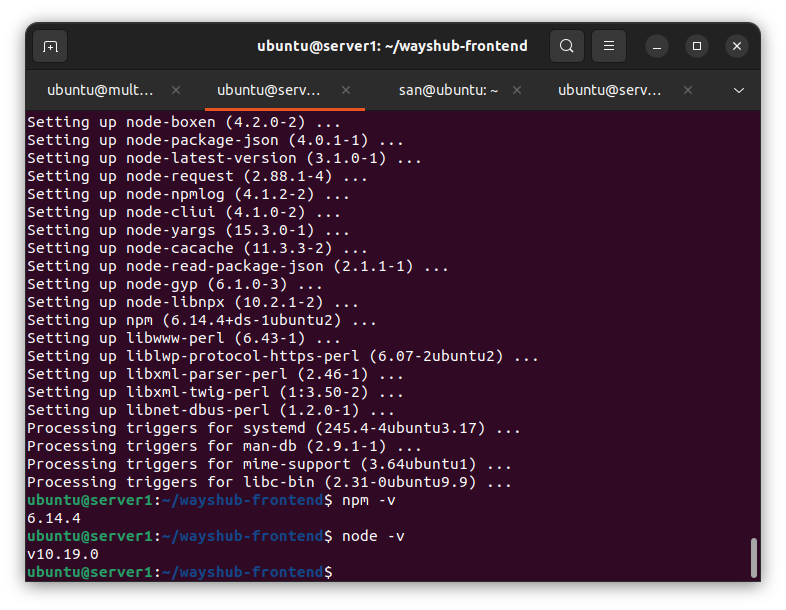 ubuntu@server1: ~/wayshub-frontend
ubuntu@mult...
ubuntu@serv...
san@ubuntu: ~
ubuntu@serv...
Setting up node-boxen (4.2.0-2) ...
Setting up node-package-json (4.0.1-1) ...
Setting up node-latest-version (3.1.0-1) ...
Setting up node-request (2.88.1-4) ...
Setting up node-npmlog (4.1.2-2) ...
Setting up node-cliui (4.1.0-2) ...
Setting up node-yargs (15.3.0-1) ...
Setting up node-cacache (11.3.3-2) ...
Setting up node-read-package-json (2.1.1-1) ...
Setting up node-gyp (6.1.0-3) ...
Setting up node-libnpx (10.2.1-2) ...
Setting up npm (6.14.4+ds-1ubuntu2) ...
Setting up libwww-perl (6.43-1) ...
Setting up liblwp-protocol-https-perl (6.07-2ubuntu2) ...
Setting up libxml-parser-perl (2.46-1) ...
Setting up libxml-twig-perl (1:3.50-2) ...
Setting up libnet-dbus-perl (1.2.0-1) ...
Processing triggers for systemd (245.4-4ubuntu3.17) ...
Processing triggers for man-db (2.9.1-1) ...
Processing triggers for mime-support (3.64ubuntu1) ...
Processing triggers for libc-bin (2.31-0ubuntu9.9) ...
ubuntu@server1:~/wayshub-frontend$ npm -v
6.14.4
ubuntu@server1:~/wayshub-frontend$ node -v
v10.19.0
ubuntu@server1:~/wayshub-frontend$